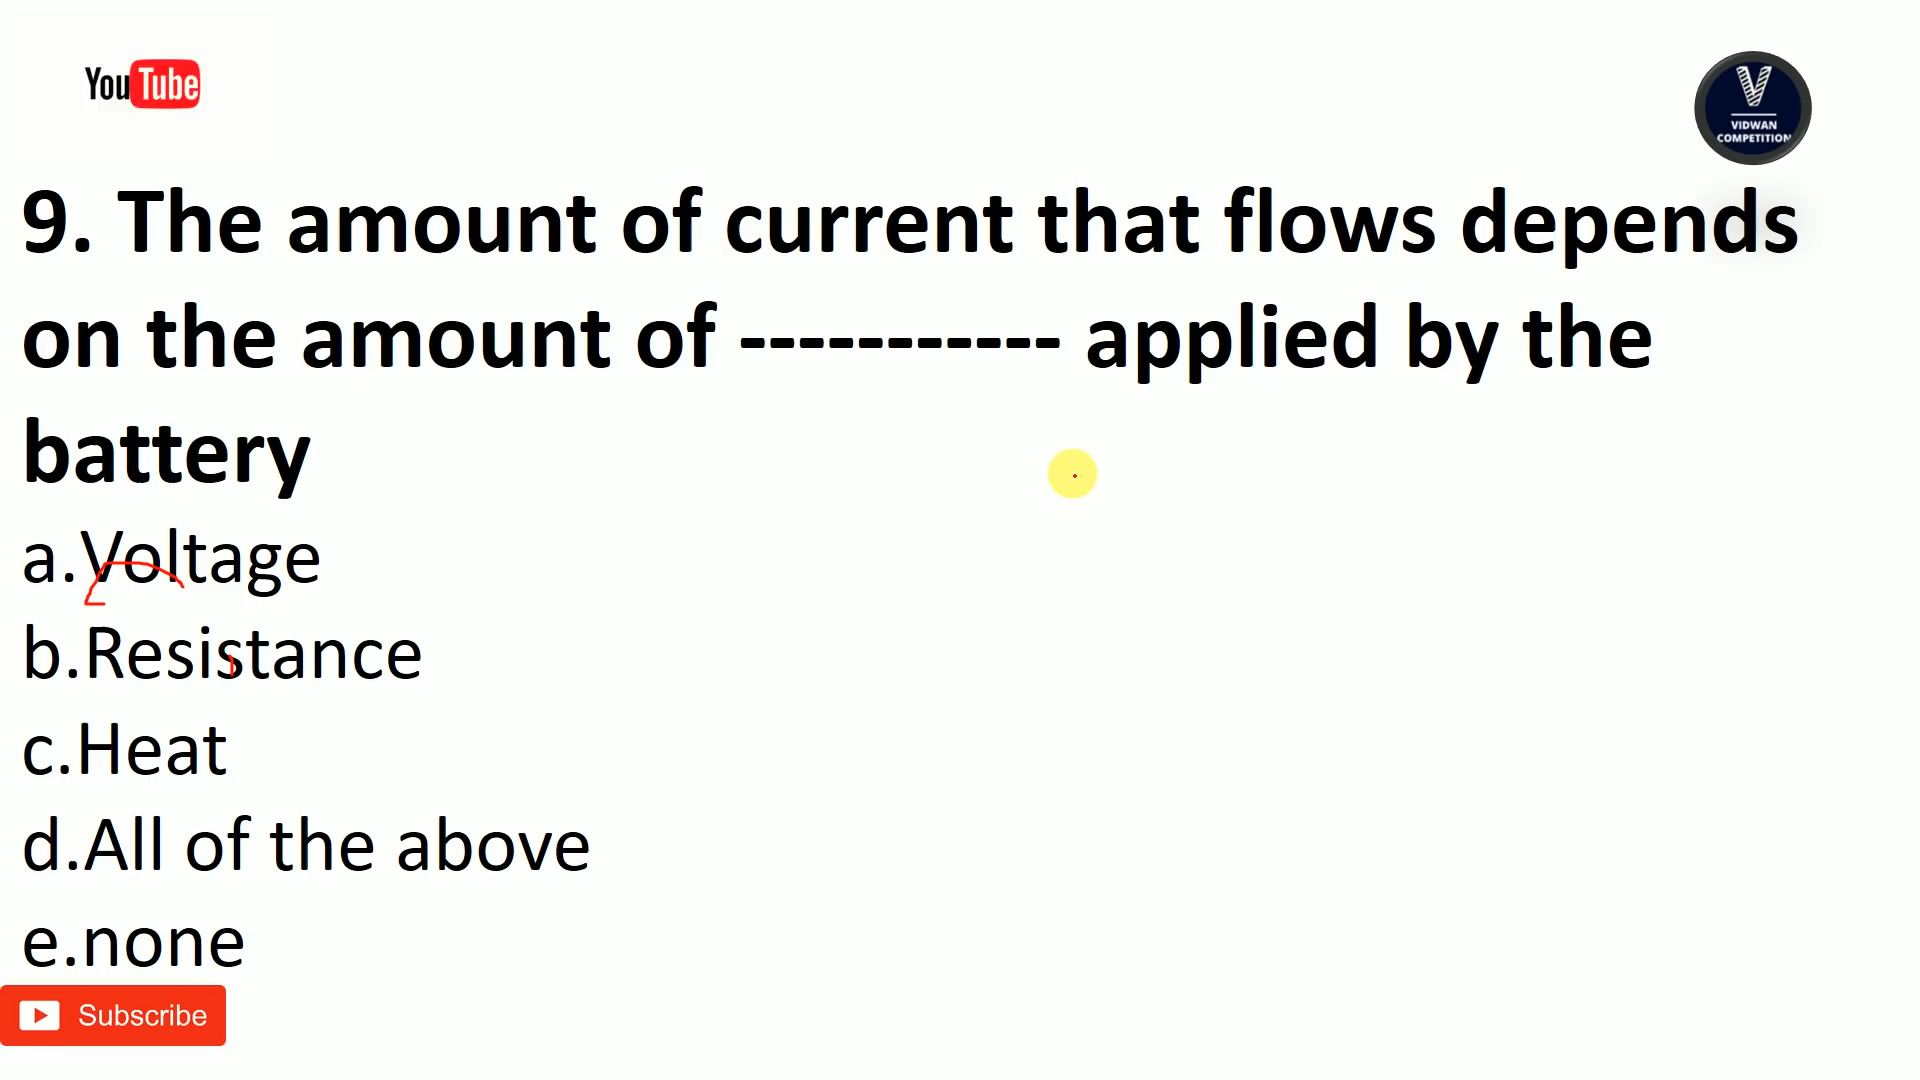 YouTube
VIDWAN
COMPETITION
9. The amount of current that flows depends
on the amount of ----------- applied by the
battery
a.Voltage
b.Resistance
c.Heat
d.All of the above
e.none
Subscribe